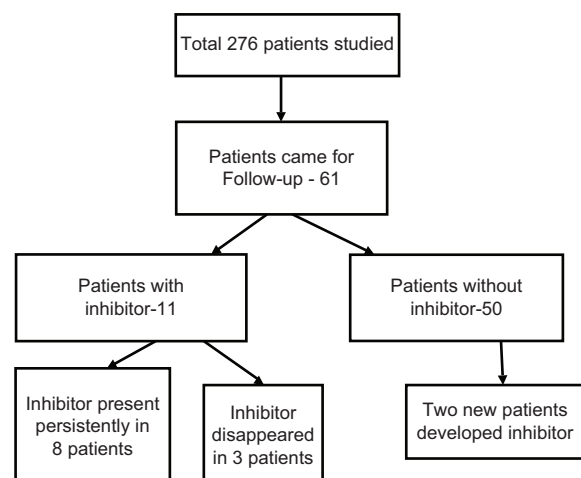 Total 276 patients studied
Patients came for
Follow-up - 61
Patients with
inhibitor-11
Patients without
inhibitor-50
Inhibitor present
persistently in
8 patients
Inhibitor
disappeared
in 3 patients
Two new patients
developed inhibitor